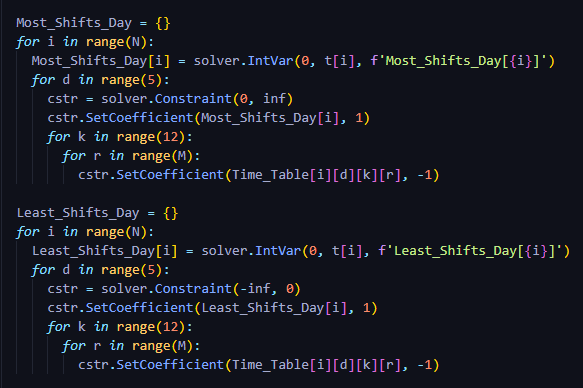 Most_Shifts_Day = {}
for i in range(N):
  Most_Shifts_Day[i] = solver.IntVar(0, t[i], f'Most_Shifts_Day[{i}]')
  for d in range(5):
    cstr = solver.Constraint(0, inf)
    cstr.SetCoefficient(Most_Shifts_Day[i], 1)
    for k in range(12):
      for r in range(M):
        cstr.SetCoefficient(Time_Table[i][d][k][r], -1)

Least_Shifts_Day = {}
for i in range(N):
  Least_Shifts_Day[i] = solver.IntVar(0, t[i], f'Least_Shifts_Day[{i}]')
  for d in range(5):
    cstr = solver.Constraint(-inf, 0)
    cstr.SetCoefficient(Least_Shifts_Day[i], 1)
    for k in range(12):
      for r in range(M):
        cstr.SetCoefficient(Time_Table[i][d][k][r], -1)